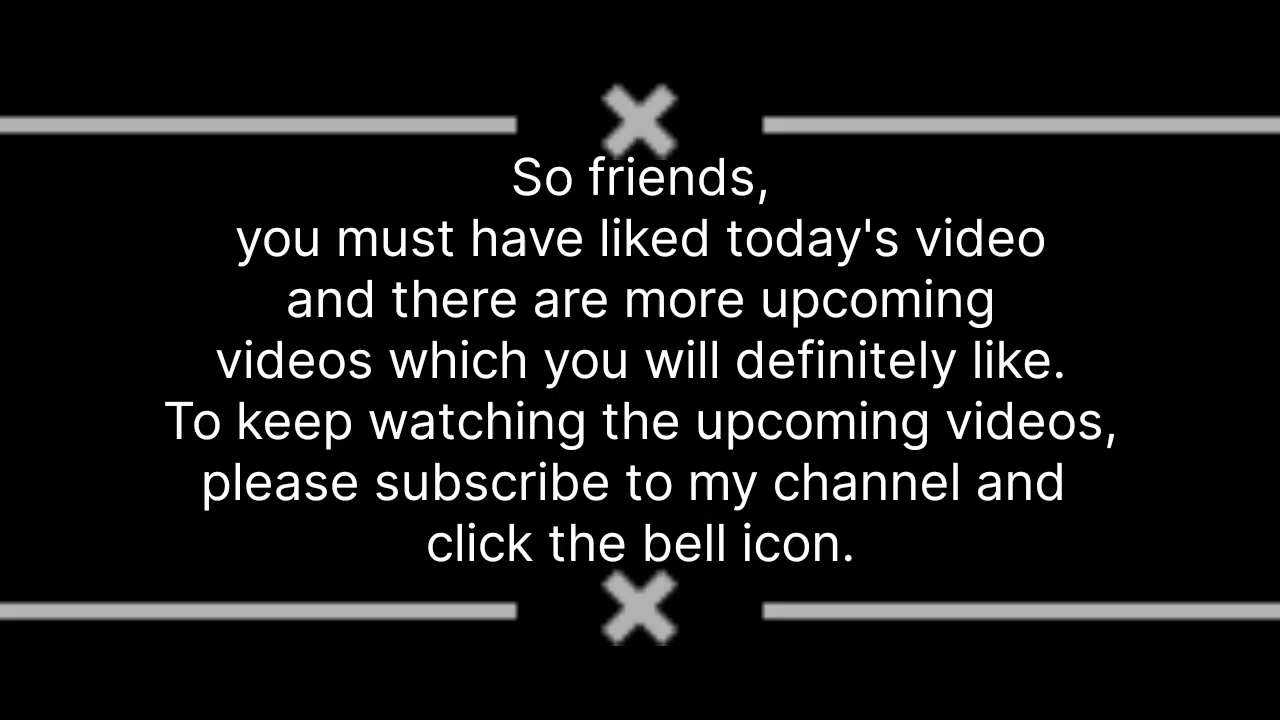 So friends,
you must have liked today's video
and there are more upcoming
videos which you will definitely like.
To keep watching the upcoming videos,
please subscribe to my channel and
click the bell icon.